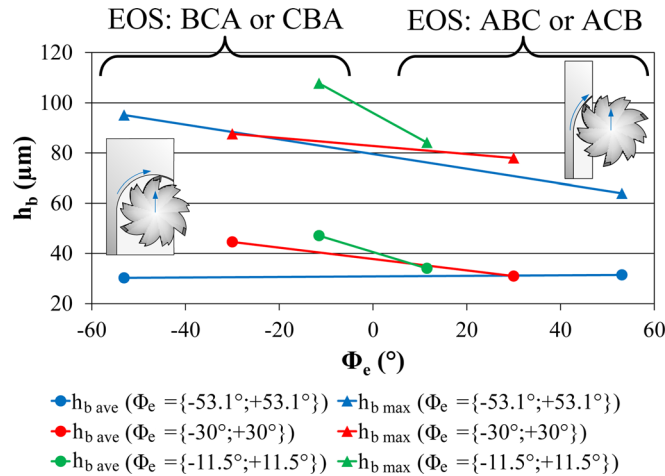 EOS: BCA or CBA EOS: ABC or ACB
120
100
80
60
40
20
h_b (μm)
-60 -40 -20 0 20 40 60
Φ_e (°)
h_b ave (Φ_e ={-53.1°;+53.1°}) h_b max (Φ_e ={-53.1°;+53.1°})
h_b ave (Φ_e ={-30°;+30°}) h_b max (Φ_e ={-30°;+30°})
h_b ave (Φ_e ={-11.5°;+11.5°}) h_b max (Φ_e ={-11.5°;+11.5°})